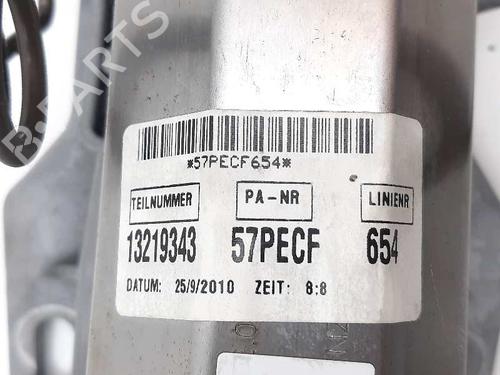 B-PARTS
*57PECF654*
TEILNUMMER PA-NR LINIENR
13219343 57PECF 654
DATUM: 25/9/2010 ZEIT: 8:8